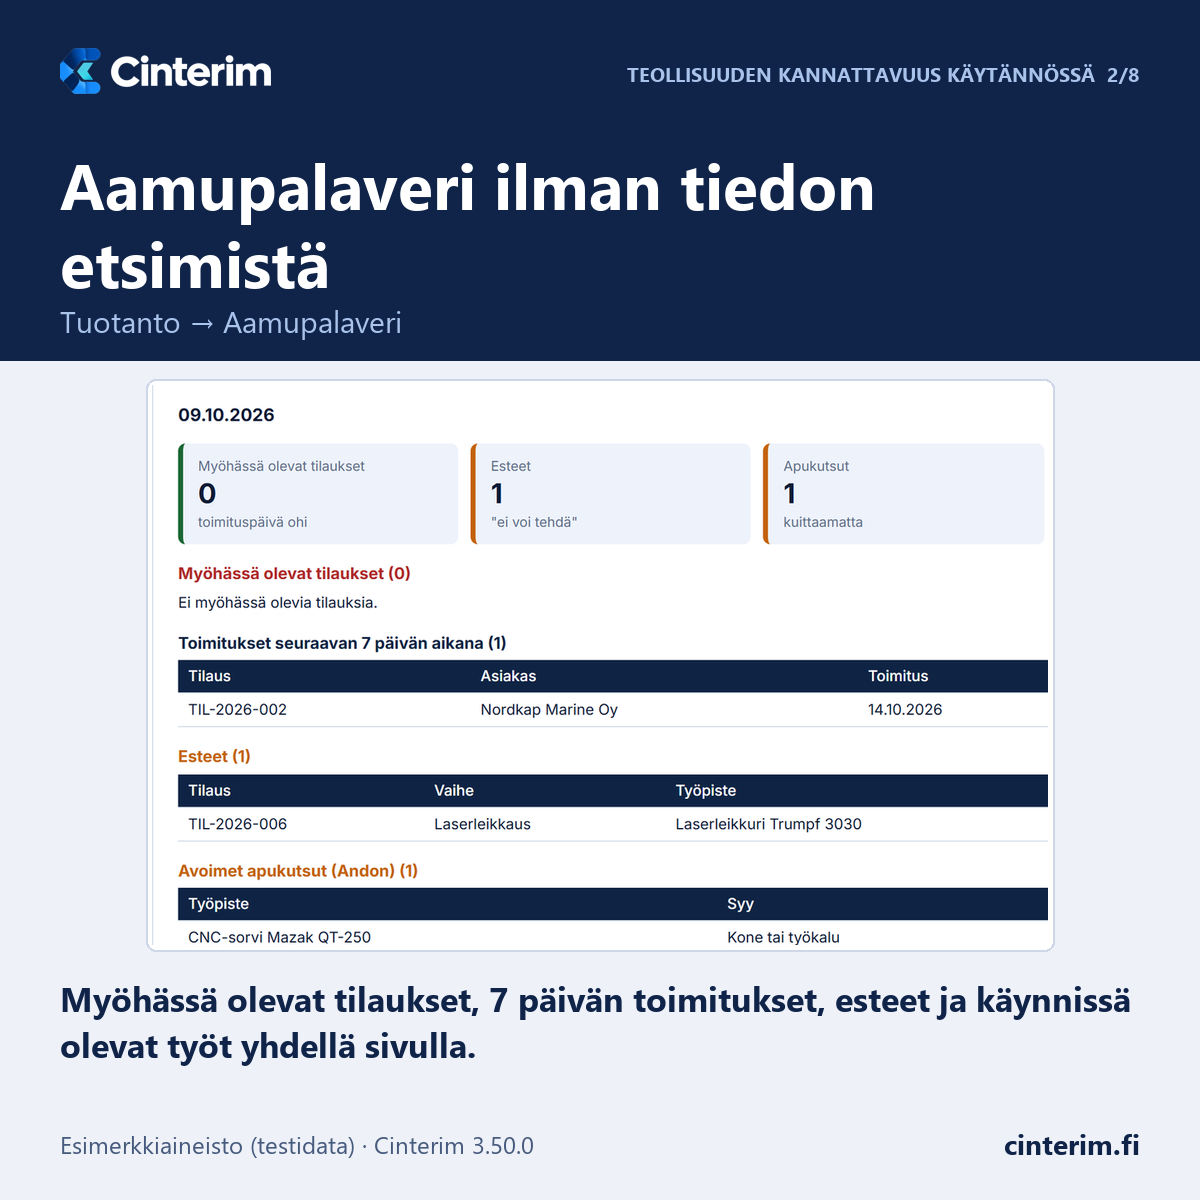 Cinterim
TEOLLISUUDEN KANNATTAVUUS KÄYTÄNNÖSSÄ 2/8
Aamupalaveri ilman tiedon
etsimistä
Tuotanto → Aamupalaveri
09.10.2026
Myöhässä olevat tilaukset
0
toimituspäivä ohi
Esteet
1
"ei voi tehdä"
Apukutsut
1
kuittaamatta
Myöhässä olevat tilaukset (0)
Ei myöhässä olevia tilauksia.
Toimitukset seuraavan 7 päivän aikana (1)
Tilaus Asiakas Toimitus
TIL-2026-002 Nordkap Marine Oy 14.10.2026
Esteet (1)
Tilaus Vaihe Työpiste
TIL-2026-006 Laserleikkaus Laserleikkuri Trumpf 3030
Avoimet apukutsut (Andon) (1)
Työpiste Syy
CNC-sorvi Mazak QT-250 Kone tai työkalu
Myöhässä olevat tilaukset, 7 päivän toimitukset, esteet ja käynnissä
olevat työt yhdellä sivulla.
Esimerkkiaineisto (testidata) · Cinterim 3.50.0
cinterim.fi